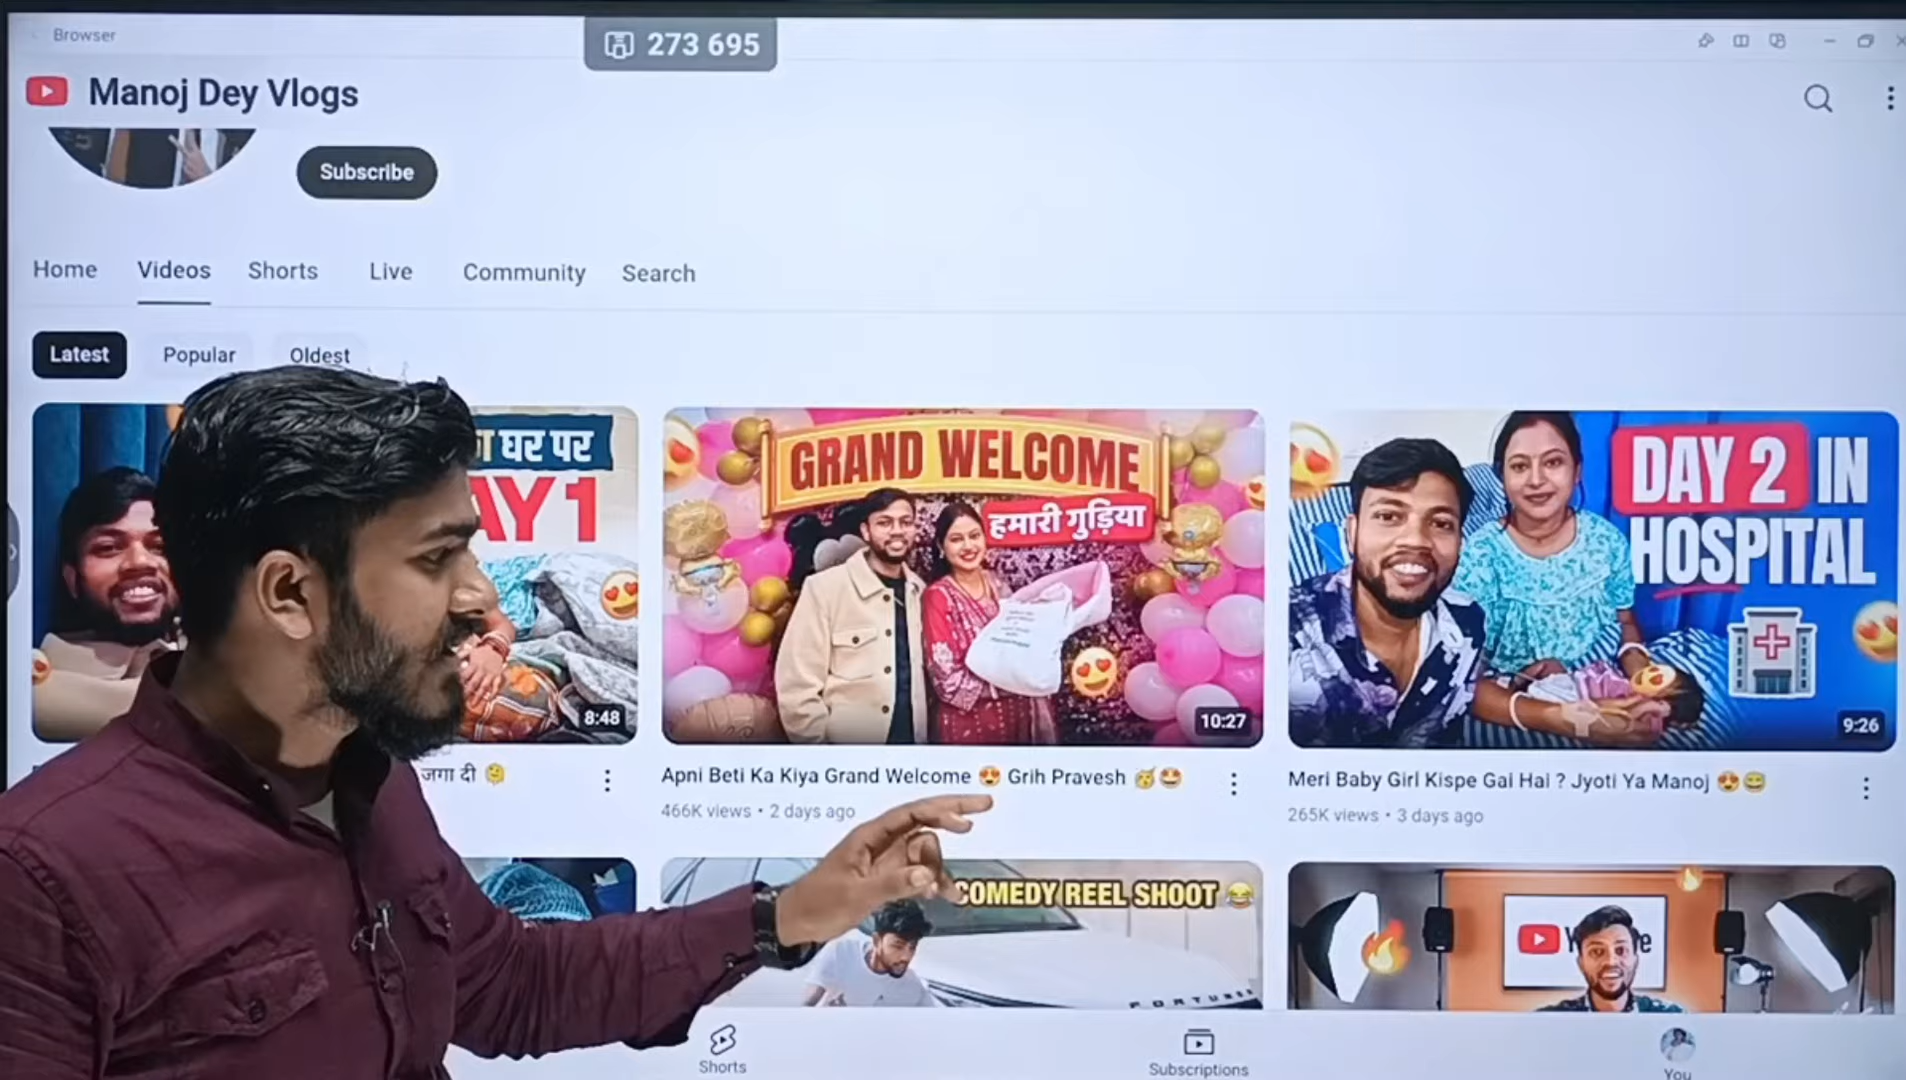 Browser
273 695
Manoj Dey Vlogs
Subscribe
Home Videos Shorts Live Community Search
Latest Popular Oldest
घर पर
AY 1
8:48
GRAND WELCOME
हमारी गुड़िया
10:27
DAY 2 IN
HOSPITAL
9:26
जगा दी 🫠
Apni Beti Ka Kiya Grand Welcome 😍 Grih Pravesh 🥳🤩
466K views • 2 days ago
Meri Baby Girl Kispe Gai Hai ? Jyoti Ya Manoj 😍😅
265K views • 3 days ago
COMEDY REEL SHOOT 😂
FORTUNER
Shorts
Subscriptions
You